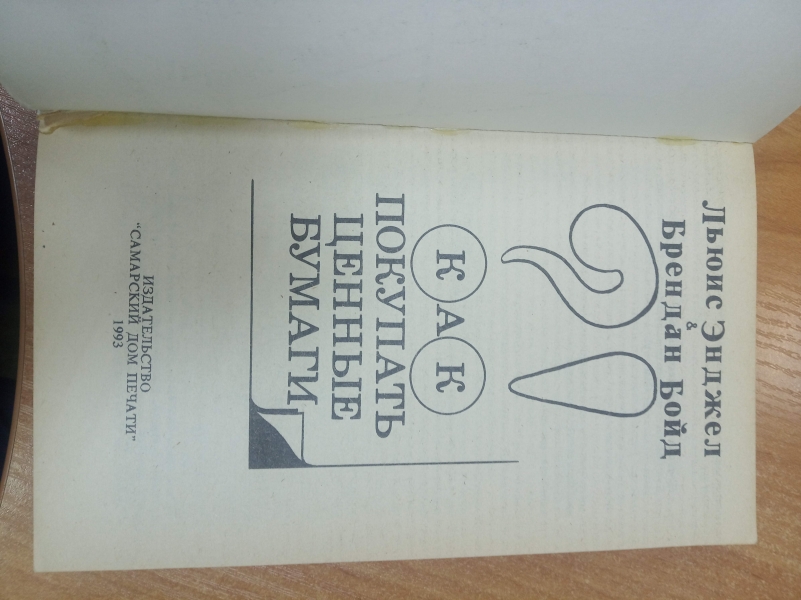 Льюис Энджел
&
Брендан Бойд
?!
КАК
ПОКУПАТЬ
ЦЕННЫЕ
БУМАГИ
ИЗДАТЕЛЬСТВО
"САМАРСКИЙ ДОМ ПЕЧАТИ"
1993